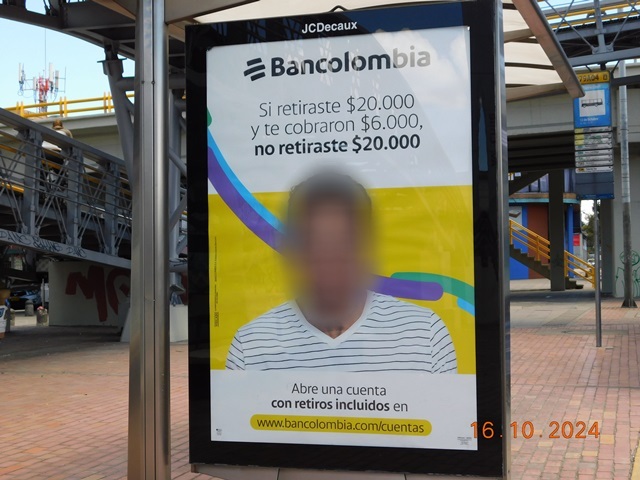 JCDecaux
Bancolombia
Si retiraste $20.000
y te cobraron $6.000,
no retiraste $20.000
Abre una cuenta
con retiros incluidos en
www.bancolombia.com/cuentas
16.10.2024